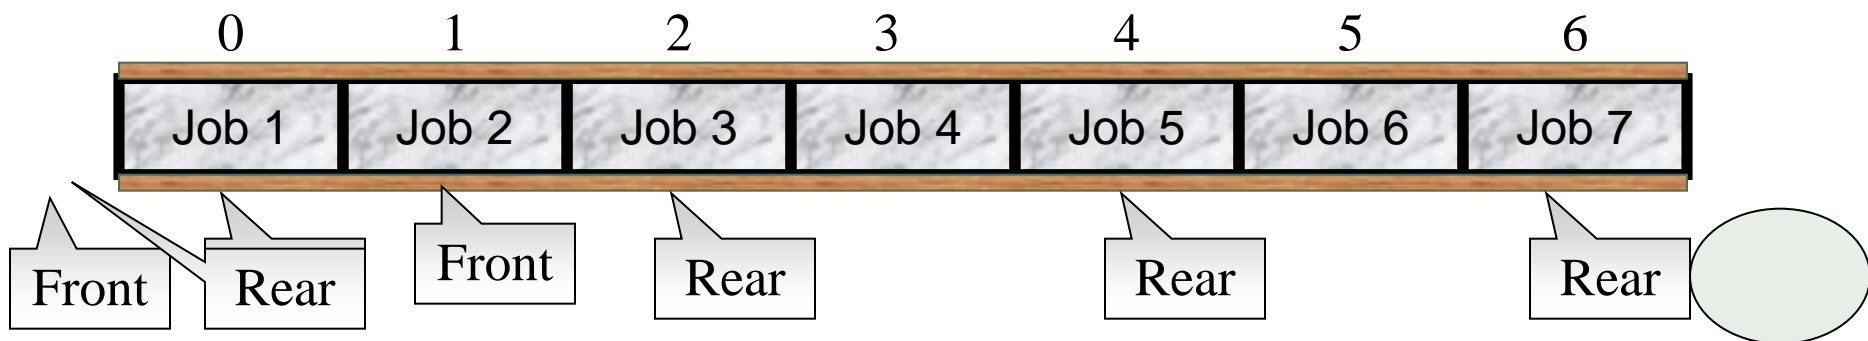 0 1 2 3 4 5 6
Job 1 Job 2 Job 3 Job 4 Job 5 Job 6 Job 7
Front Rear Front Rear Rear Rear